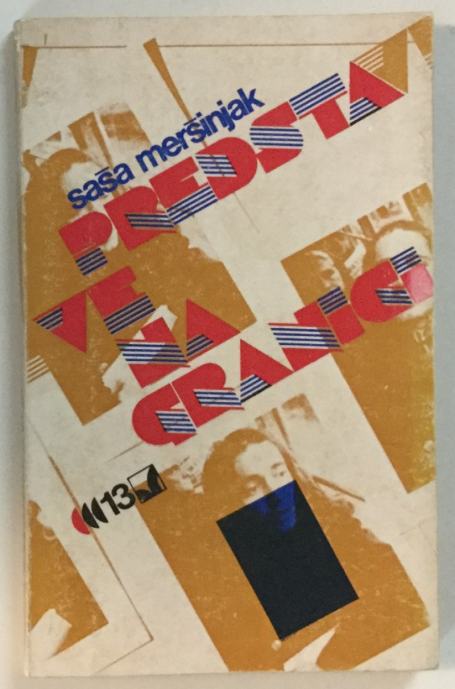 saša meršinjak
PREDSTA
VE
NA
GRANICI
13